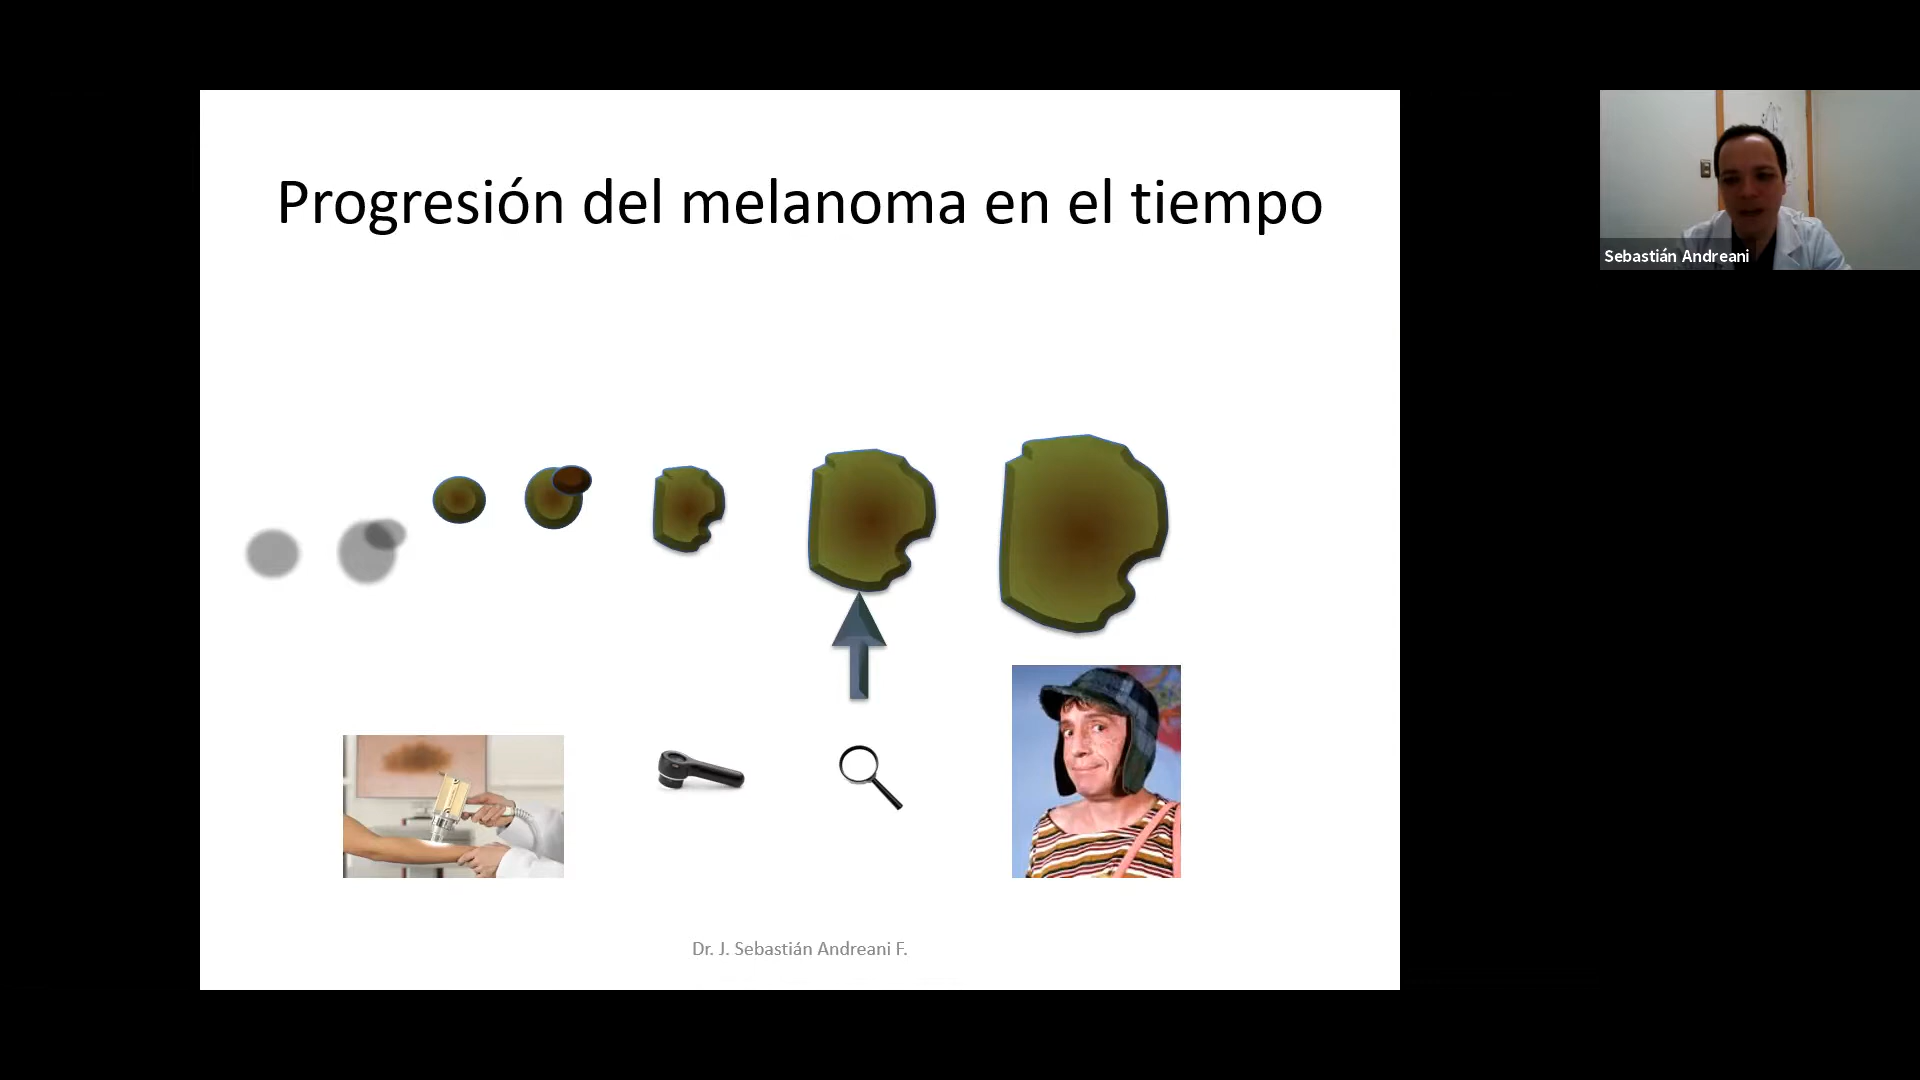 Progresión del melanoma en el tiempo
Sebastián Andreani
Dr. J. Sebastián Andreani F.